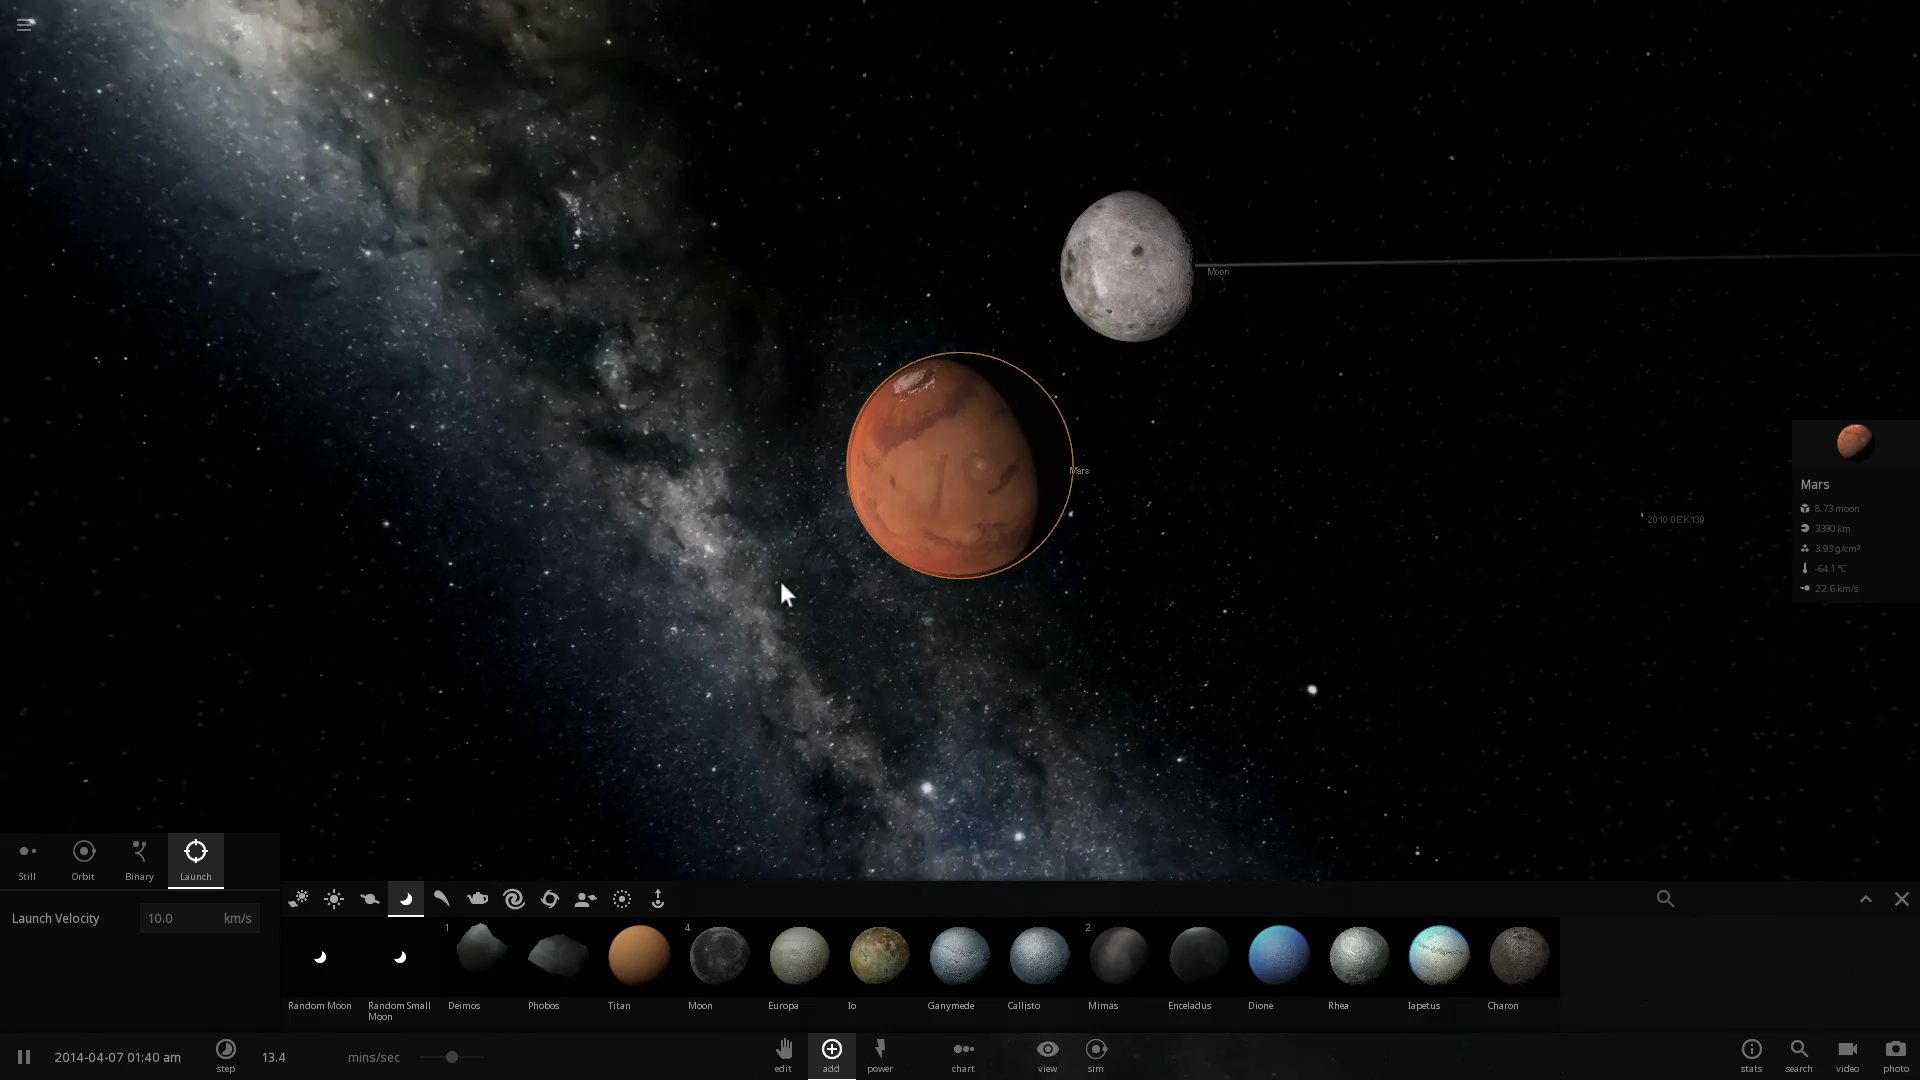 Moon
Mars
2010 0EK139
Mars
8.73 moon
3390 km
3.93 g/cm³
-64.1 °C
22.6 km/s
Still
Orbit
Binary
Launch
Launch Velocity
10.0 km/s
1
4
2
Random Moon
Random Small Moon
Deimos
Phobos
Titan
Moon
Europa
Io
Ganymede
Callisto
Mimas
Enceladus
Dione
Rhea
Iapetus
Charon
2014-04-07 01:40 am
step
13.4
mins/sec
edit
add
power
chart
view
sim
stats
search
video
photo